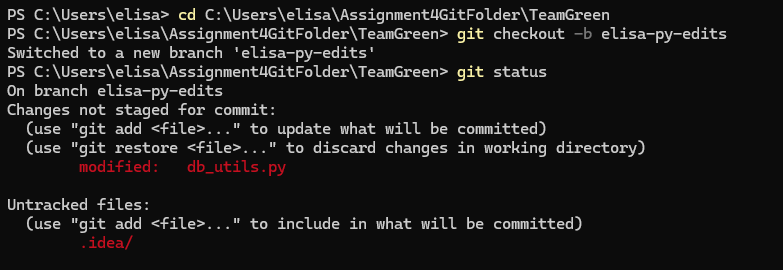 PS C:\Users\elisa> cd C:\Users\elisa\Assignment4GitFolder\TeamGreen
PS C:\Users\elisa\Assignment4GitFolder\TeamGreen> git checkout -b elisa-py-edits
Switched to a new branch 'elisa-py-edits'
PS C:\Users\elisa\Assignment4GitFolder\TeamGreen> git status
On branch elisa-py-edits
Changes not staged for commit:
  (use "git add <file>..." to update what will be committed)
  (use "git restore <file>..." to discard changes in working directory)
        modified:   db_utils.py

Untracked files:
  (use "git add <file>..." to include in what will be committed)
        .idea/